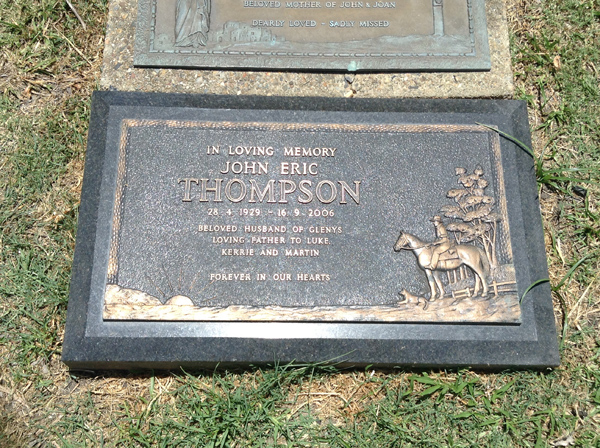 BELOVED MOTHER OF JOHN & JOAN
DEARLY LOVED - SADLY MISSED
IN LOVING MEMORY
JOHN ERIC
THOMPSON
28·4·1929 - 16·9·2006
BELOVED HUSBAND OF GLENYS
LOVING FATHER TO LUKE,
KERRIE AND MARTIN
FOREVER IN OUR HEARTS